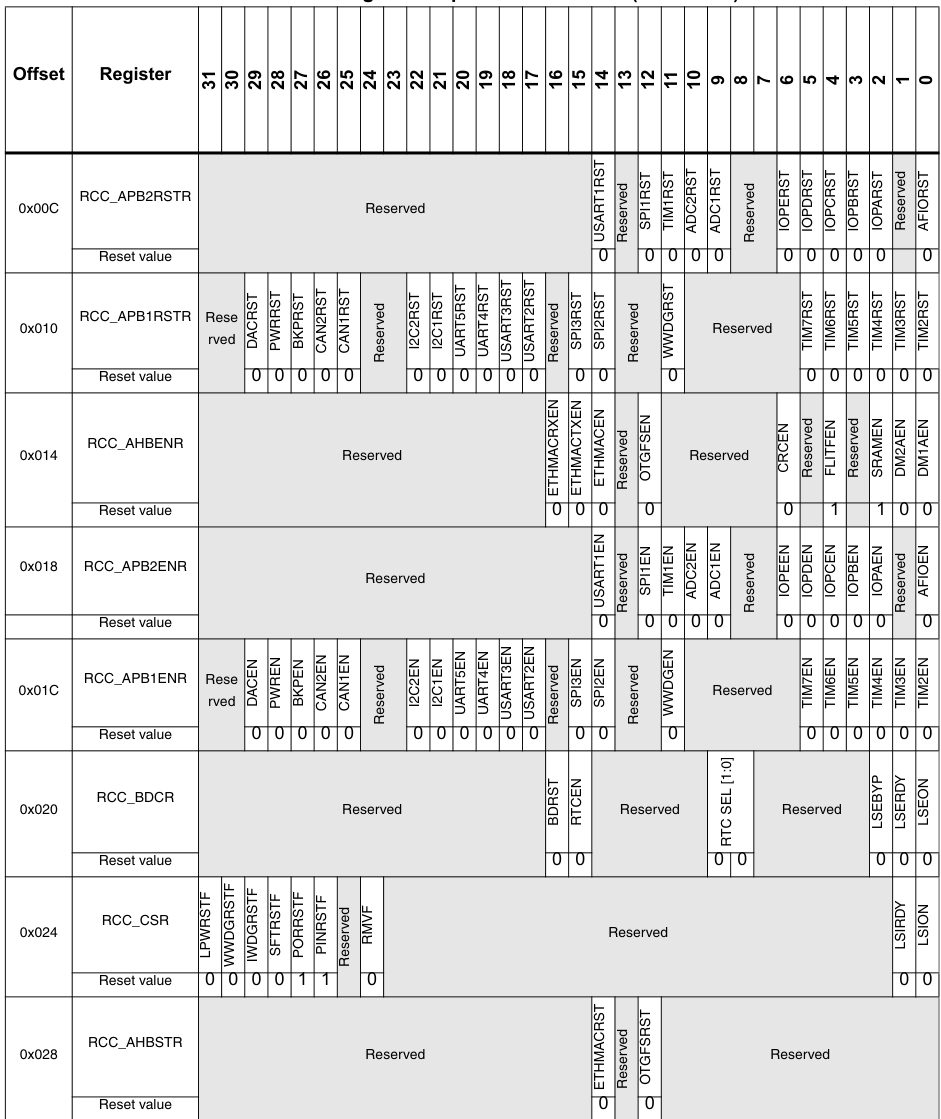 Offset Register 31 30 29 28 27 26 25 24 23 22 21 20 19 18 17 16 15 14 13 12 11 10 9 8 7 6 5 4 3 2 1 0
0x00C RCC_APB2RSTR Reserved USART1RST Reserved SPI1RST TIM1RST ADC2RST ADC1RST Reserved IOPERST IOPDRST IOPCRST IOPBRST IOPARST Reserved AFIORST
Reset value 0 0 0 0 0 0 0 0 0 0 0
0x010 RCC_APB1RSTR Rese
rved DACRST PWRRST BKPRST CAN2RST CAN1RST Reserved I2C2RST I2C1RST UART5RST UART4RST USART3RST USART2RST Reserved SPI3RST SPI2RST Reserved WWDGRST Reserved TIM7RST TIM6RST TIM5RST TIM4RST TIM3RST TIM2RST
Reset value 0 0 0 0 0 0 0 0 0 0 0 0 0 0 0 0 0 0 0 0
0x014 RCC_AHBENR Reserved ETHMACRXEN ETHMACTXEN ETHMACEN Reserved OTGFSEN Reserved CRCEN Reserved FLITFEN Reserved SRAMEN DM2AEN DM1AEN
Reset value 0 0 0 0 0 1 1 0 0
0x018 RCC_APB2ENR Reserved USART1EN Reserved SPI1EN TIM1EN ADC2EN ADC1EN Reserved IOPEEN IOPDEN IOPCEN IOPBEN IOPAEN Reserved AFIOEN
Reset value 0 0 0 0 0 0 0 0 0 0 0
0x01C RCC_APB1ENR Rese
rved DACEN PWREN BKPEN CAN2EN CAN1EN Reserved I2C2EN I2C1EN UART5EN UART4EN USART3EN USART2EN Reserved SPI3EN SPI2EN Reserved WWDGEN Reserved TIM7EN TIM6EN TIM5EN TIM4EN TIM3EN TIM2EN
Reset value 0 0 0 0 0 0 0 0 0 0 0 0 0 0 0 0 0 0 0 0
0x020 RCC_BDCR Reserved BDRST RTCEN Reserved RTC SEL [1:0] Reserved LSEBYP LSERDY LSEON
Reset value 0 0 0 0 0 0 0
0x024 RCC_CSR LPWRSTF WWDGRSTF IWDGRSTF SFTRSTF PORRSTF PINRSTF Reserved RMVF Reserved LSIRDY LSION
Reset value 0 0 0 0 1 1 0 0 0
0x028 RCC_AHBSTR Reserved ETHMACRST Reserved OTGFSRST Reserved
Reset value 0 0